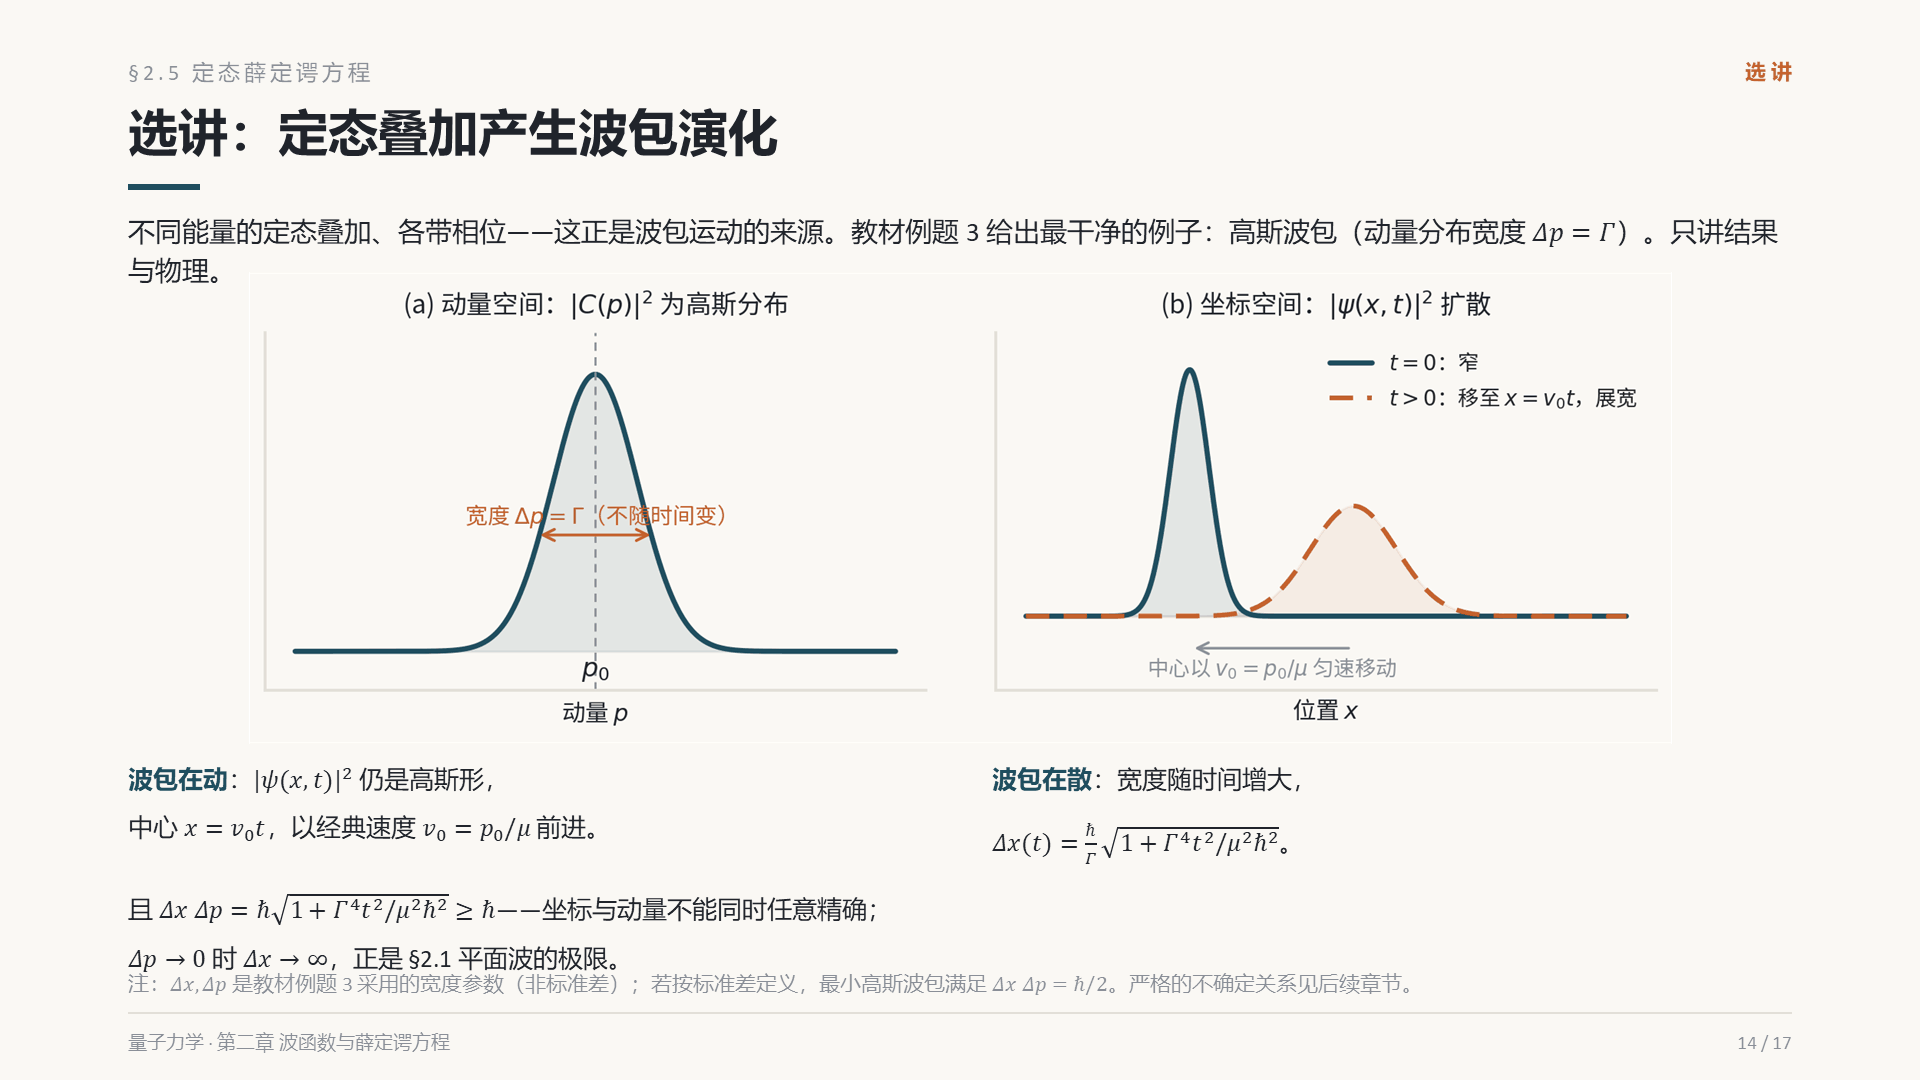 §2.5 定态薛定谔方程
选讲
选讲：定态叠加产生波包演化
不同能量的定态叠加、各带相位——这正是波包运动的来源。教材例题 3 给出最干净的例子：高斯波包（动量分布宽度 Δp = Γ）。只讲结果
与物理。
(a) 动量空间：|C(p)|² 为高斯分布
宽度 Δp = Γ（不随时间变）
p₀
动量 p
(b) 坐标空间：|ψ(x, t)|² 扩散
t = 0：窄
t > 0：移至 x = v₀t，展宽
中心以 v₀ = p₀/μ 匀速移动
位置 x
波包在动：|ψ(x, t)|² 仍是高斯形，
中心 x = v₀t，以经典速度 v₀ = p₀/μ 前进。
波包在散：宽度随时间增大，
Δx(t) = ħ/Γ √(1 + Γ⁴t²/μ²ħ²)。
且 Δx Δp = ħ√(1 + Γ⁴t²/μ²ħ²) ≥ ħ——坐标与动量不能同时任意精确；
Δp → 0 时 Δx → ∞，正是 §2.1 平面波的极限。
注：Δx, Δp 是教材例题 3 采用的宽度参数（非标准差）；若按标准差定义，最小高斯波包满足 Δx Δp = ħ/2。严格的不确定关系见后续章节。
量子力学 · 第二章 波函数与薛定谔方程
14 / 17